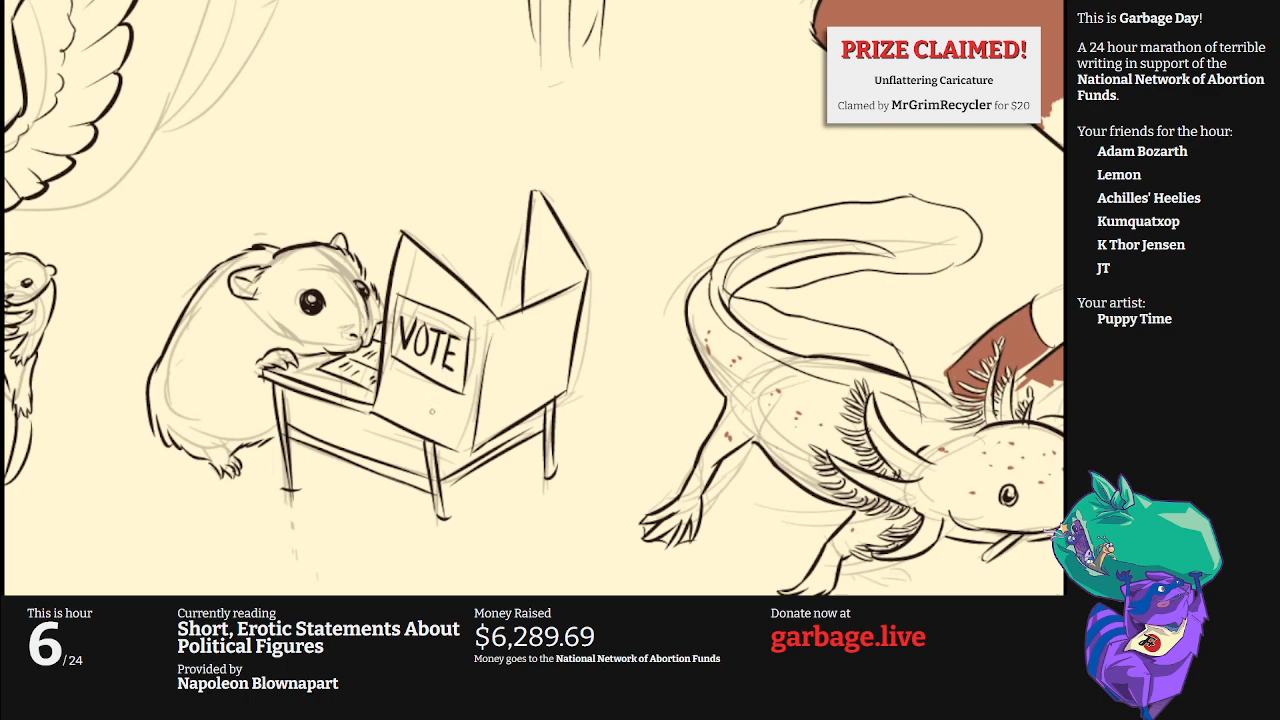 PRIZE CLAIMED!
Unflattering Caricature
Clamed by MrGrimRecycler for $20
VOTE
This is Garbage Day!
A 24 hour marathon of terrible
writing in support of the
National Network of Abortion
Funds.
Your friends for the hour:
Adam Bozarth
Lemon
Achilles' Heelies
Kumquatxop
K Thor Jensen
JT
Your artist:
Puppy Time
This is hour
6/24
Currently reading
Short, Erotic Statements About
Political Figures
Provided by
Napoleon Blownapart
Money Raised
$6,289.69
Money goes to the National Network of Abortion Funds
Donate now at
garbage.live